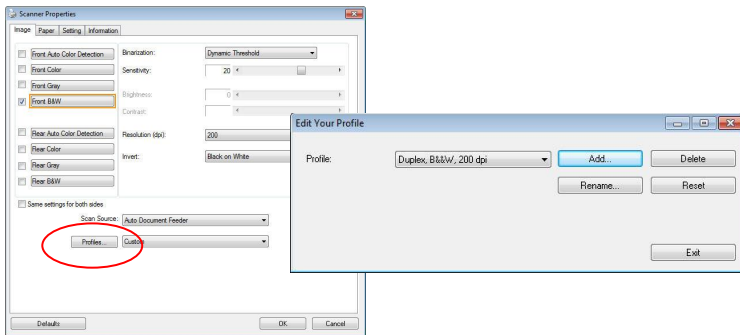 Scanner Properties
Image Paper Setting Information
Front Auto Color Detection
Front Color
Front Gray
Front B&W
Rear Auto Color Detection
Rear Color
Rear Gray
Rear B&W
Binarization: Dynamic Threshold
Sensitivity: 20
Brightness: 0
Contrast:
Resolution (dpi): 200
Invert: Black on White
Same settings for both sides
Scan Source: Auto Document Feeder
Profiles... Custom
Defaults OK Cancel
Edit Your Profile
Profile: Duplex, B&&W, 200 dpi Add... Delete
Rename... Reset
Exit